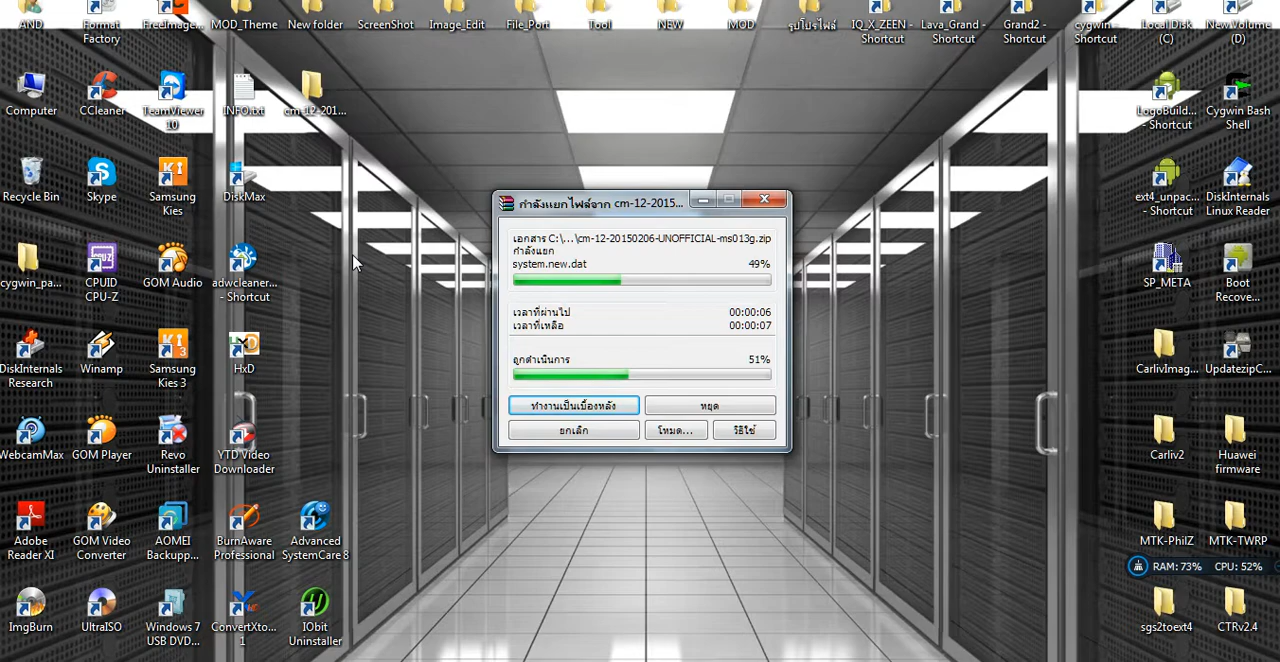 AND
Format
Factory
FreeImage...
MOD_Theme
New folder
ScreenShot
Image_Edit
File_Port
Tool
NEW
MOD
รูปโปรไฟล์
IQ_X_ZEEN -
Shortcut
Lava_Grand -
Shortcut
Grand2 -
Shortcut
cygwin -
Shortcut
Local Disk
(C)
New Volume
(D)
Computer
CCleaner
TeamViewer
10
INFO.txt
cm-12-201...
LogoBuild...
- Shortcut
Cygwin Bash
Shell
Recycle Bin
Skype
Samsung
Kies
DiskMax
ext4_unpac...
- Shortcut
DiskInternals
Linux Reader
กำลังแยกไฟล์จาก cm-12-2015...
เอกสาร C:\...\cm-12-20150206-UNOFFICIAL-ms013g.zip
กำลังแยก
system.new.dat 49%
เวลาที่ผ่านไป 00:00:06
เวลาที่เหลือ 00:00:07
ถูกดำเนินการ 51%
ทำงานเป็นเบื้องหลัง
หยุด
ยกเลิก
โหมด...
วิธีใช้
cygwin_pa...
CPUID
CPU-Z
GOM Audio
adwcleaner...
- Shortcut
SP_META
Boot
Recove...
DiskInternals
Research
Winamp
Samsung
Kies 3
HxD
CarlivImag...
UpdatezipC...
WebcamMax
GOM Player
Revo
Uninstaller
YTD Video
Downloader
Carliv2
Huawei
firmware
Adobe
Reader XI
GOM Video
Converter
AOMEI
Backupp...
BurnAware
Professional
Advanced
SystemCare 8
MTK-PhilZ
MTK-TWRP
RAM: 73% CPU: 52%
ImgBurn
UltraISO
Windows 7
USB DVD...
ConvertXto...
1
IObit
Uninstaller
sgs2toext4
CTRv2.4